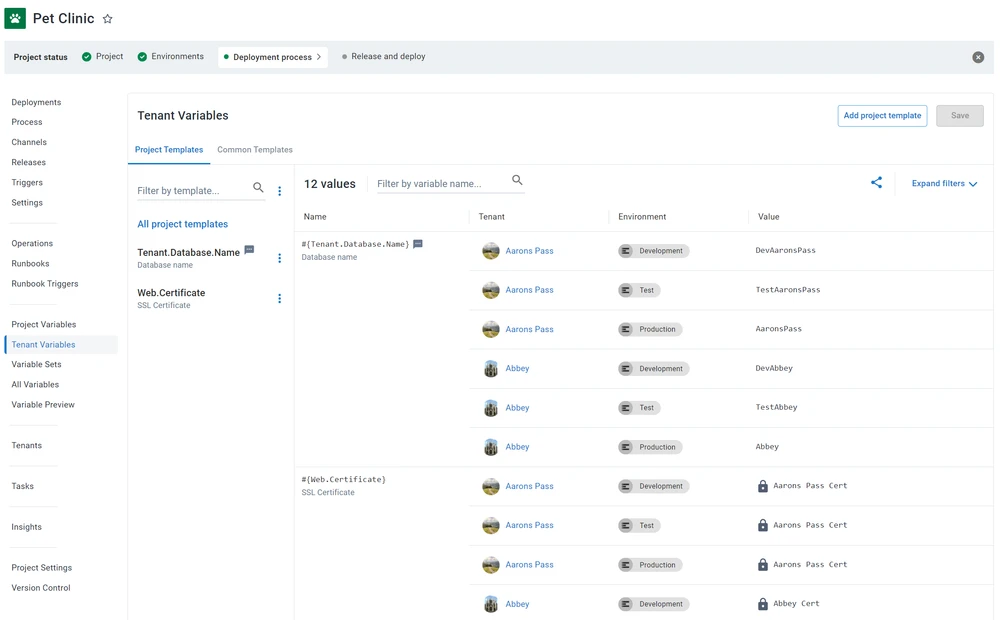 Pet Clinic
Project status Project Environments Deployment process Release and deploy
Deployments
Process
Channels
Releases
Triggers
Settings
Operations
Runbooks
Runbook Triggers
Project Variables
Tenant Variables
Variable Sets
All Variables
Variable Preview
Tenants
Tasks
Insights
Project Settings
Version Control
Tenant Variables
Add project template Save
Project Templates Common Templates
Filter by template...
All project templates
Tenant.Database.Name
Database name
Web.Certificate
SSL Certificate
12 values Filter by variable name... Expand filters
Name Tenant Environment Value
#{Tenant.Database.Name} Aarons Pass Development DevAaronsPass
Database name
Aarons Pass Test TestAaronsPass
Aarons Pass Production AaronsPass
Abbey Development DevAbbey
Abbey Test TestAbbey
Abbey Production Abbey
#{Web.Certificate} Aarons Pass Development Aarons Pass Cert
SSL Certificate
Aarons Pass Test Aarons Pass Cert
Aarons Pass Production Aarons Pass Cert
Abbey Development Abbey Cert